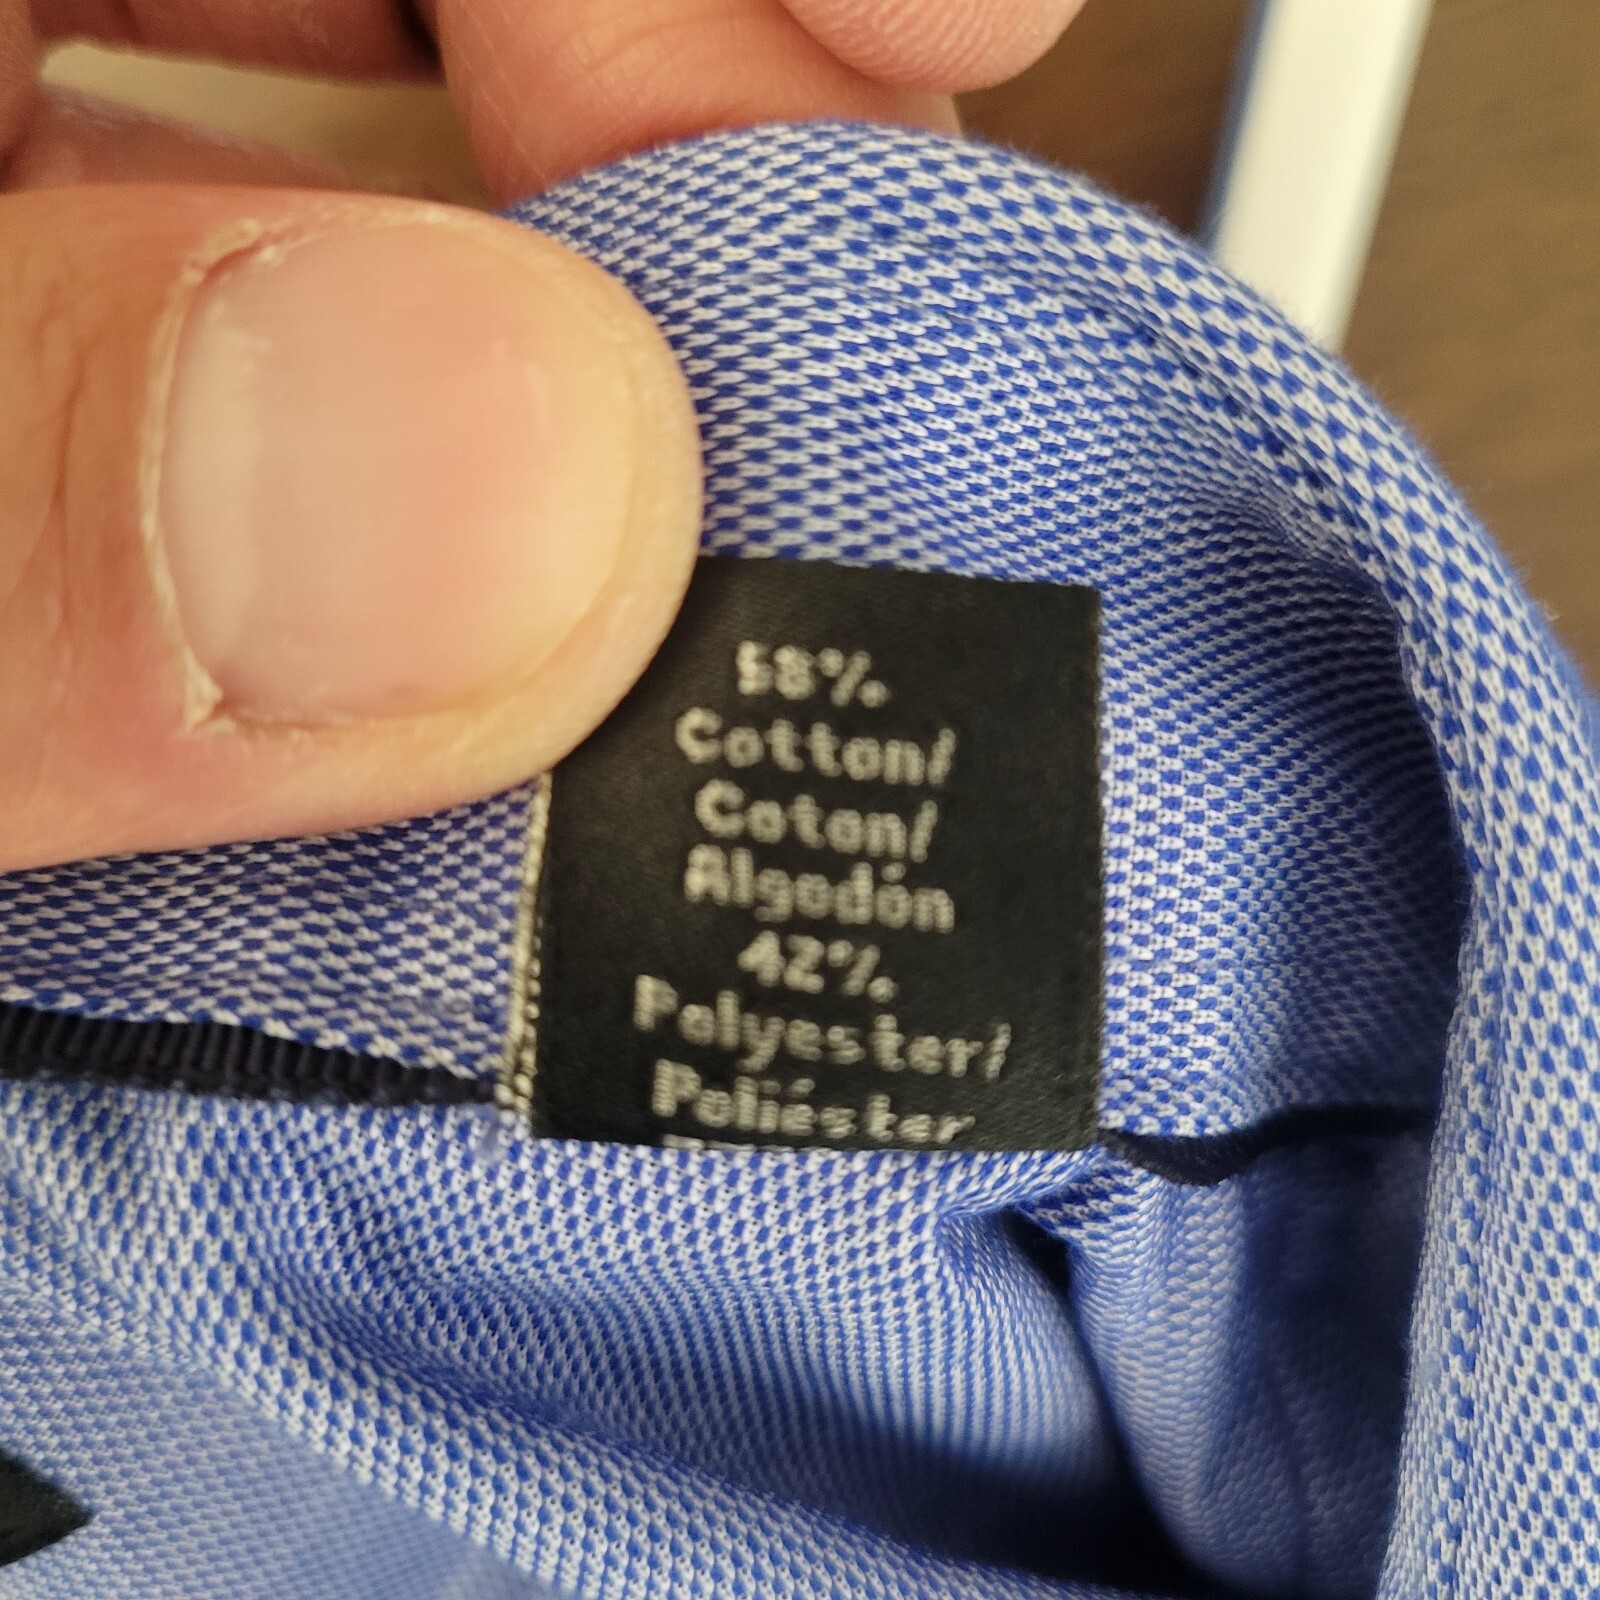 58%
Cotton/
Coton/
Algodón
42%
Polyester/
Poliéster